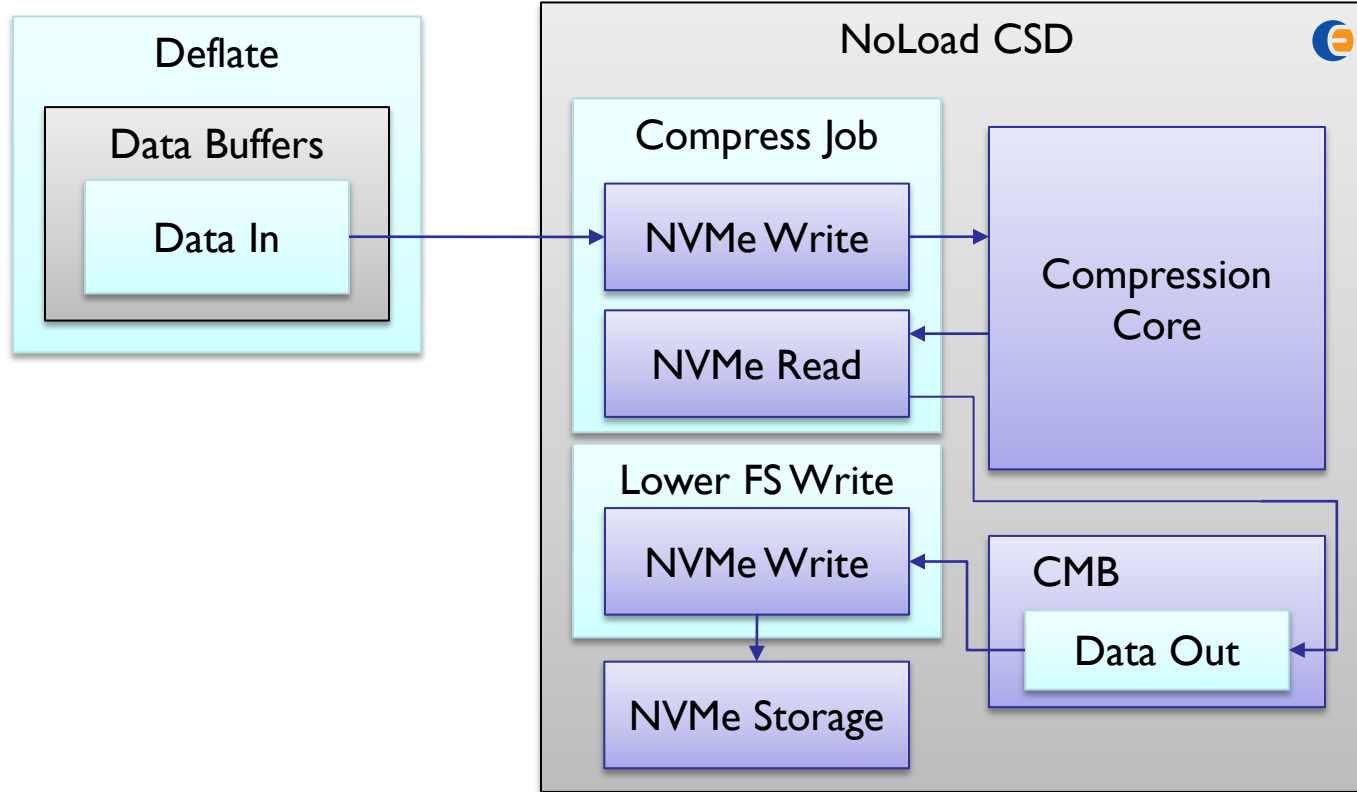 Deflate
Data Buffers
Data In
NoLoad CSD
Compress Job
NVMe Write
NVMe Read
Compression
Core
Lower FS Write
NVMe Write
NVMe Storage
CMB
Data Out